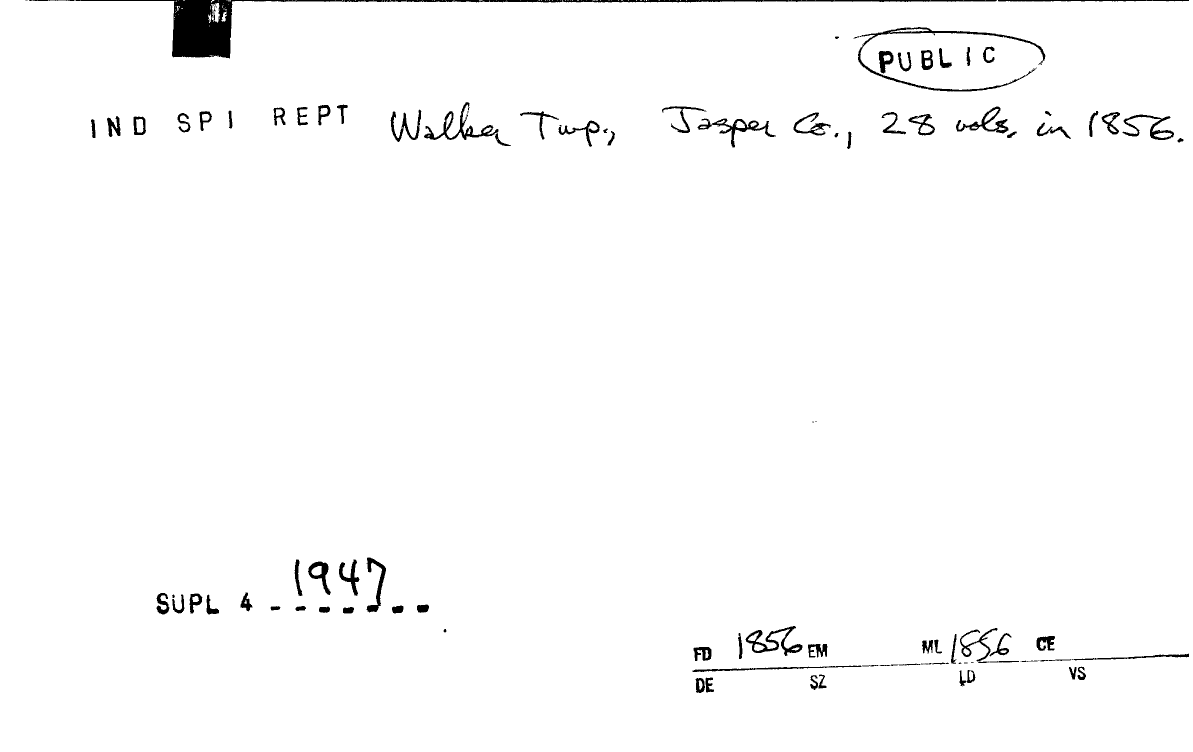 PUBLIC
IND SPI REPT Walker Twp., Jasper Co., 28 vols. in 1856.
SUPL 4 - 1947
FD 1856 EM ML 1856 CE
DE SZ LD VS